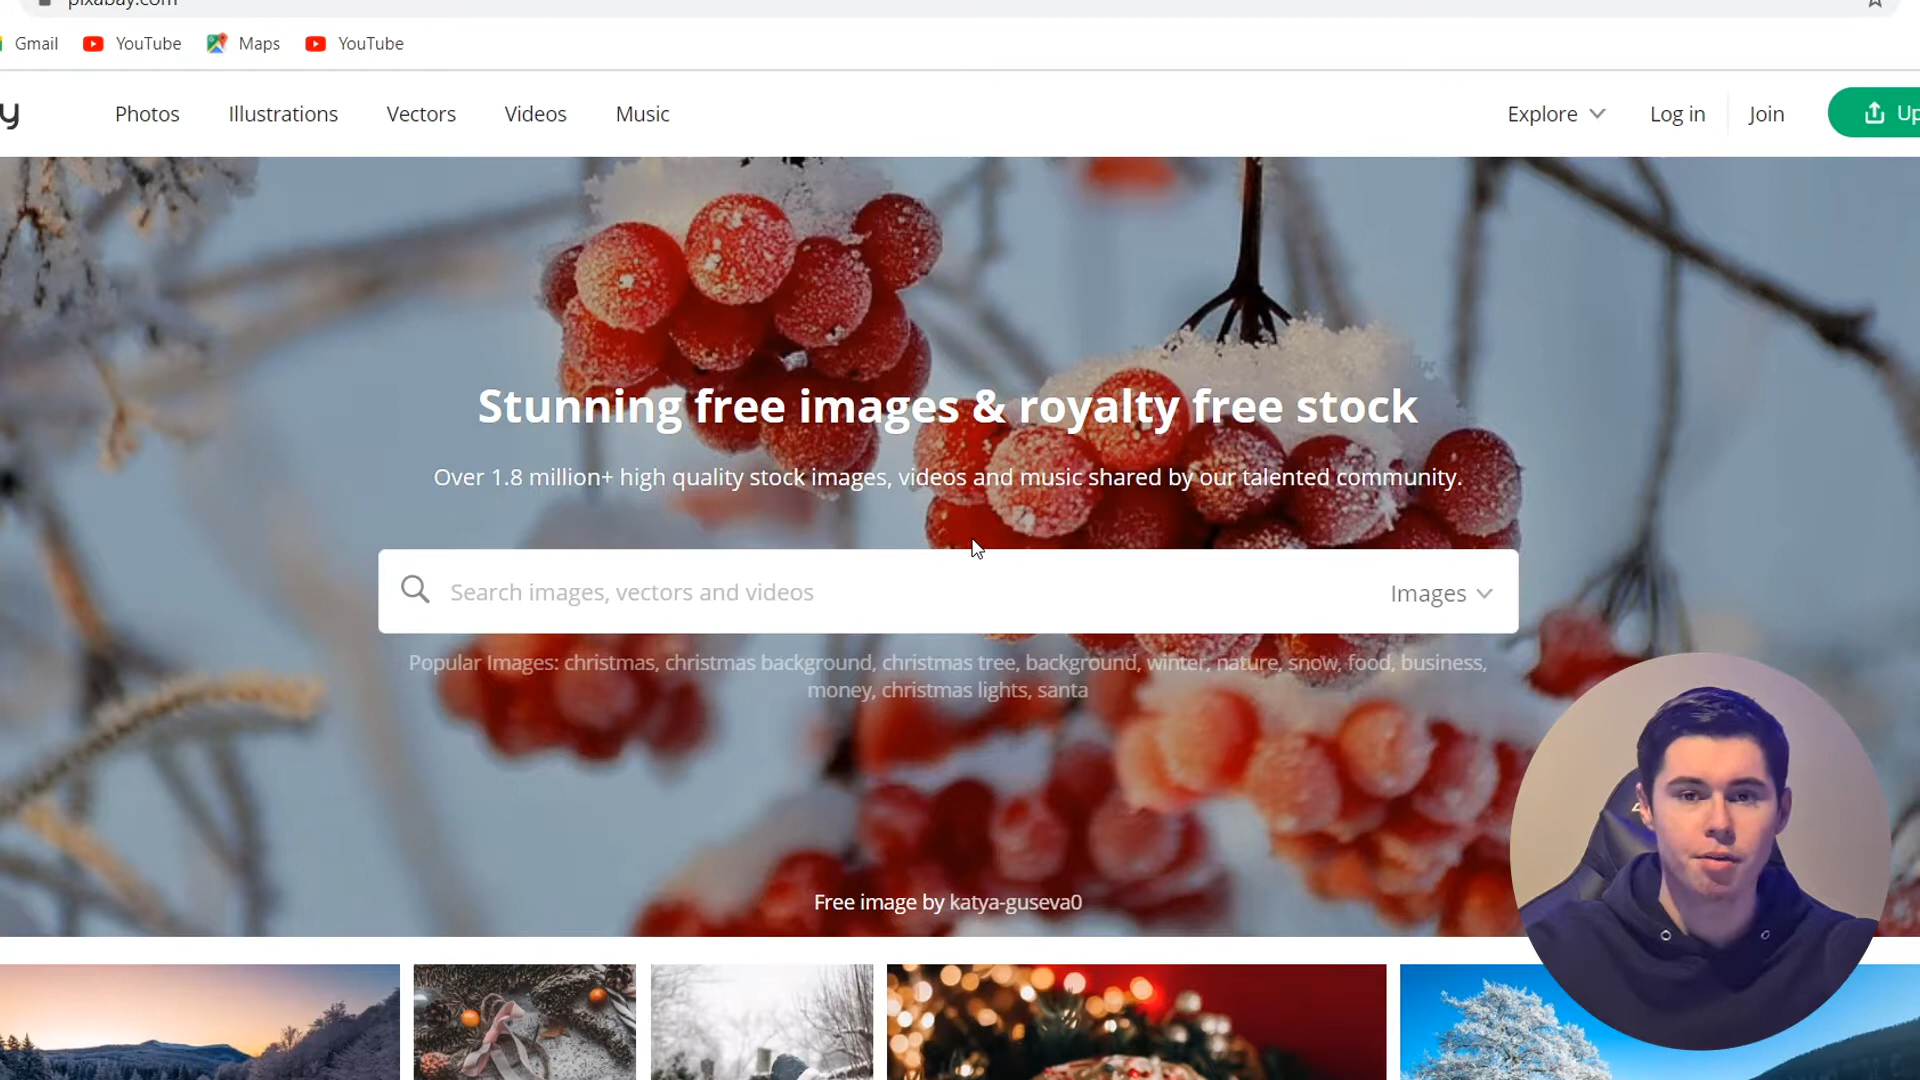 pixabay.com
Gmail YouTube Maps YouTube
y Photos Illustrations Vectors Videos Music Explore Log in Join Up
Stunning free images & royalty free stock
Over 1.8 million+ high quality stock images, videos and music shared by our talented community.
Search images, vectors and videos Images
Popular Images: christmas, christmas background, christmas tree, background, winter, nature, snow, food, business,
money, christmas lights, santa
Free image by katya-guseva0